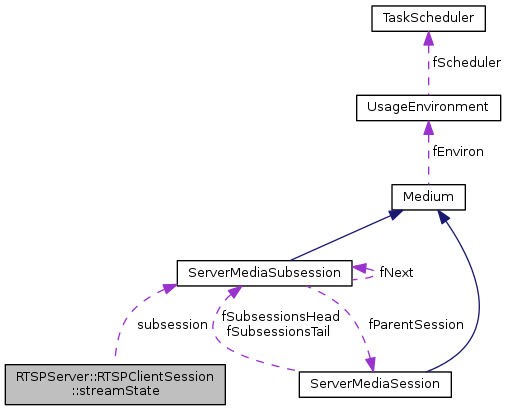 TaskScheduler
fScheduler
UsageEnvironment
fEnviron
Medium
ServerMediaSubsession
fNext
subsession
fSubsessionsHead
fSubsessionsTail
fParentSession
RTSPServer::RTSPClientSession
::streamState
ServerMediaSession